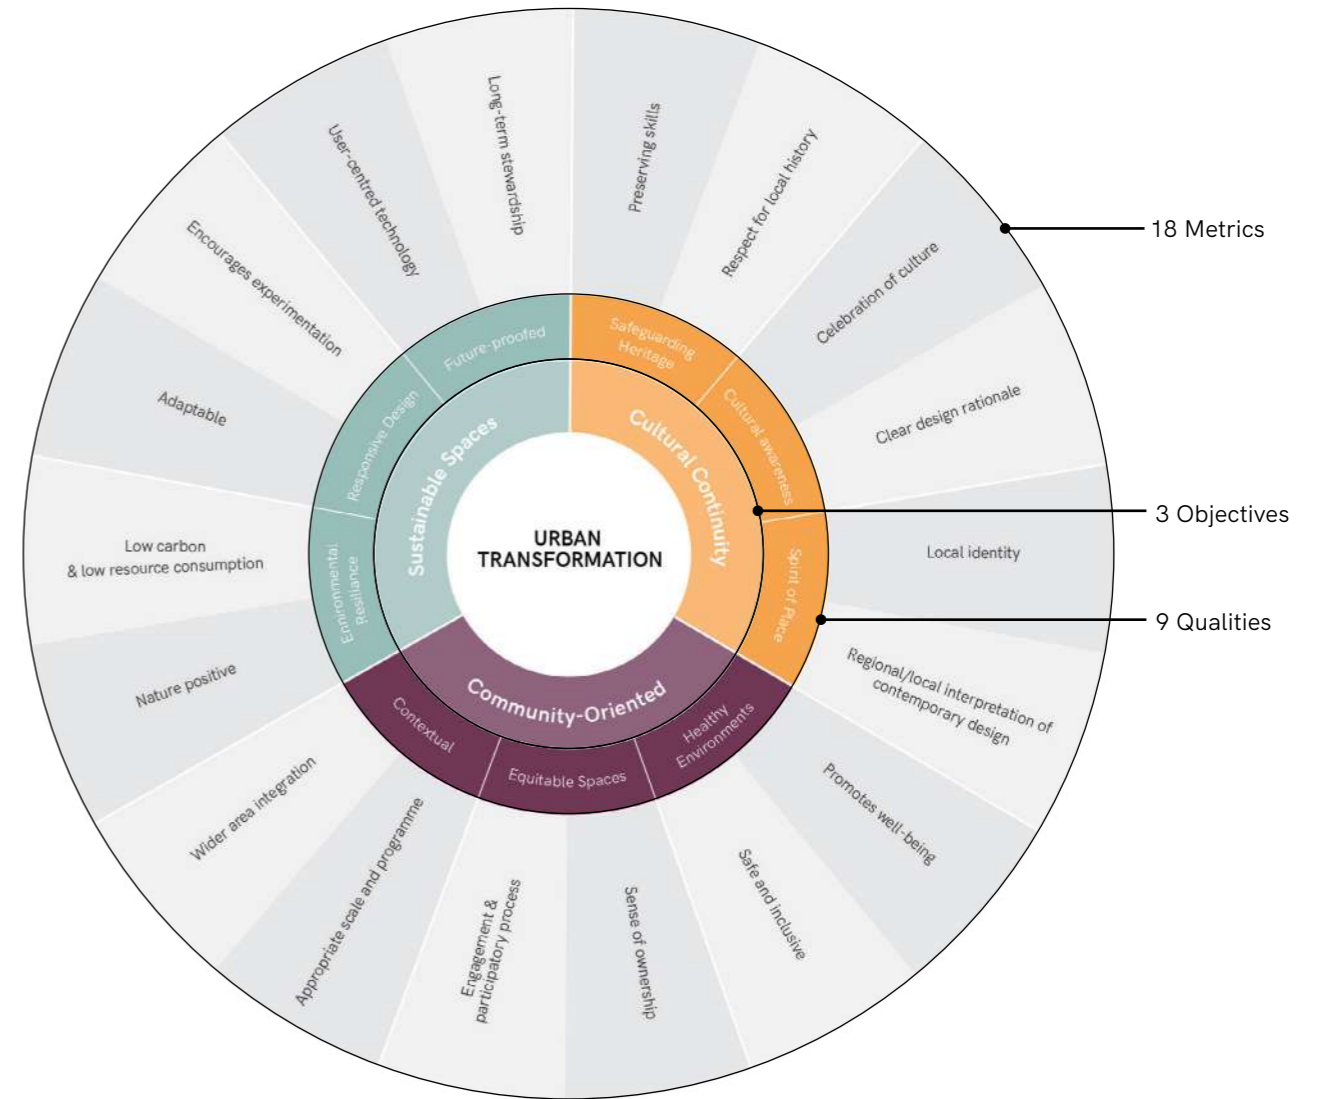 URBAN
TRANSFORMATION
Cultural Continuity
Community-Oriented
Sustainable Spaces
Safeguarding
Heritage
Cultural awareness
Spirit of Place
Healthy
Environments
Equitable Spaces
Contextual
Ennironmental
Resiliance
Responsive Design
Future-proofed
Preserving skills
Respect for local history
Celebration of culture
Clear design rationale
Local identity
Regional/local interpretation of
contemporary design
Promotes well-being
Safe and inclusive
Sense of ownership
Engagement &
participatory process
Appropriate scale and programme
Wider area integration
Nature positive
Low carbon
& low resource consumption
Adaptable
Encourages experimentation
User-centred technology
Long-term stewardship
18 Metrics
3 Objectives
9 Qualities